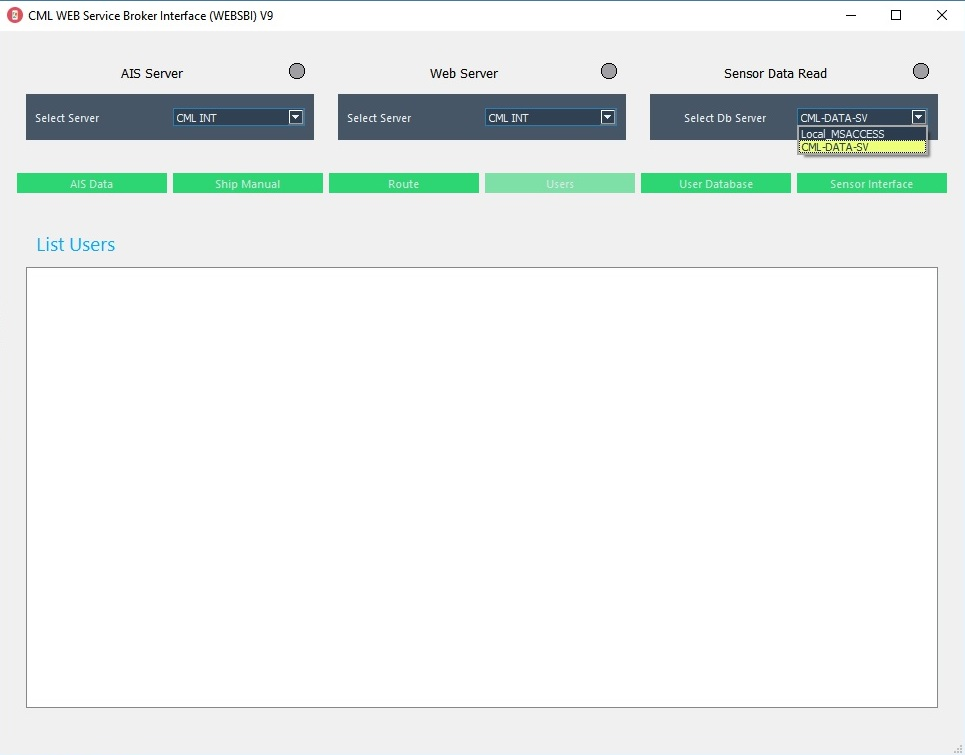 CML WEB Service Broker Interface (WEBSBI) V9
AIS Server
Web Server
Sensor Data Read
Select Server
CML INT
Select Server
CML INT
Select Db Server
CML-DATA-SV
Local_MSACCESS
CML-DATA-SV
AIS Data
Ship Manual
Route
Users
User Database
Sensor Interface
List Users